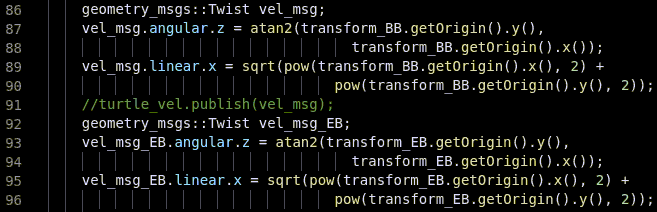 86 geometry_msgs::Twist vel_msg;
87 vel_msg.angular.z = atan2(transform_BB.getOrigin().y(),
88 transform_BB.getOrigin().x());
89 vel_msg.linear.x = sqrt(pow(transform_BB.getOrigin().x(), 2) +
90 pow(transform_BB.getOrigin().y(), 2));
91 //turtle_vel.publish(vel_msg);
92 geometry_msgs::Twist vel_msg_EB;
93 vel_msg_EB.angular.z = atan2(transform_EB.getOrigin().y(),
94 transform_EB.getOrigin().x());
95 vel_msg_EB.linear.x = sqrt(pow(transform_EB.getOrigin().x(), 2) +
96 pow(transform_EB.getOrigin().y(), 2));